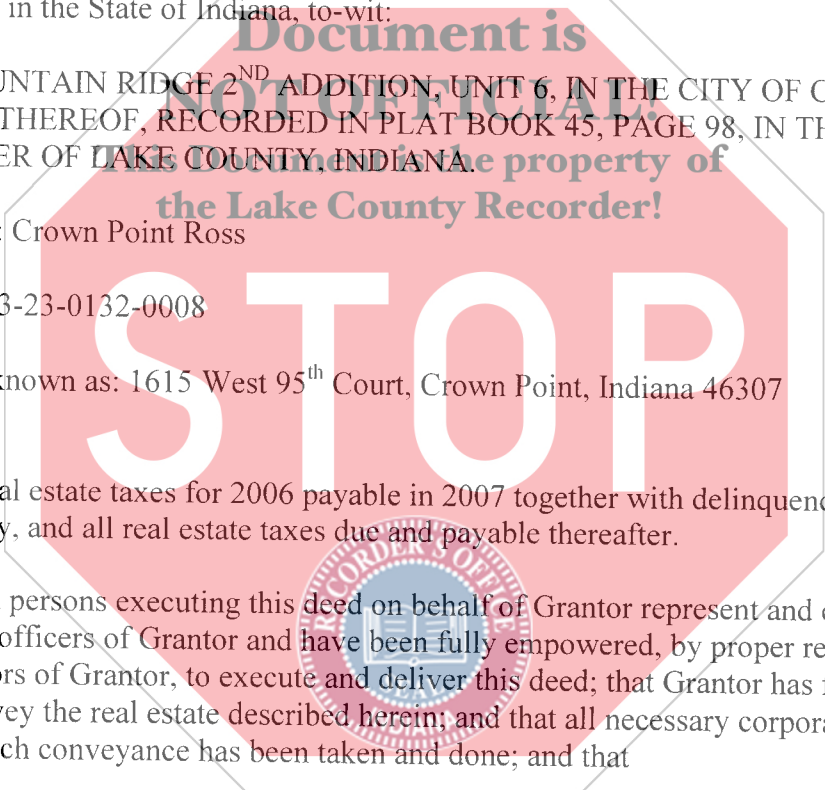 in the State of Indiana, to-wit:
Document is
NOT OFFICIAL!
UNTAIN RIDGE 2ND ADDITION, UNIT 6, IN THE CITY OF C
THEREOF, RECORDED IN PLAT BOOK 45, PAGE 98, IN TH
ER OF LAKE COUNTY, INDIANA.
This Document is the property of
the Lake County Recorder!
: Crown Point Ross
STOP
3-23-0132-0008
known as: 1615 West 95th Court, Crown Point, Indiana 46307
al estate taxes for 2006 payable in 2007 together with delinquenc
y, and all real estate taxes due and payable thereafter.
RECORDER'S OFFICE
SEAL
INDIANA
persons executing this deed on behalf of Grantor represent and c
officers of Grantor and have been fully empowered, by proper re
ors of Grantor, to execute and deliver this deed; that Grantor has f
vey the real estate described herein; and that all necessary corpora
ch conveyance has been taken and done; and that